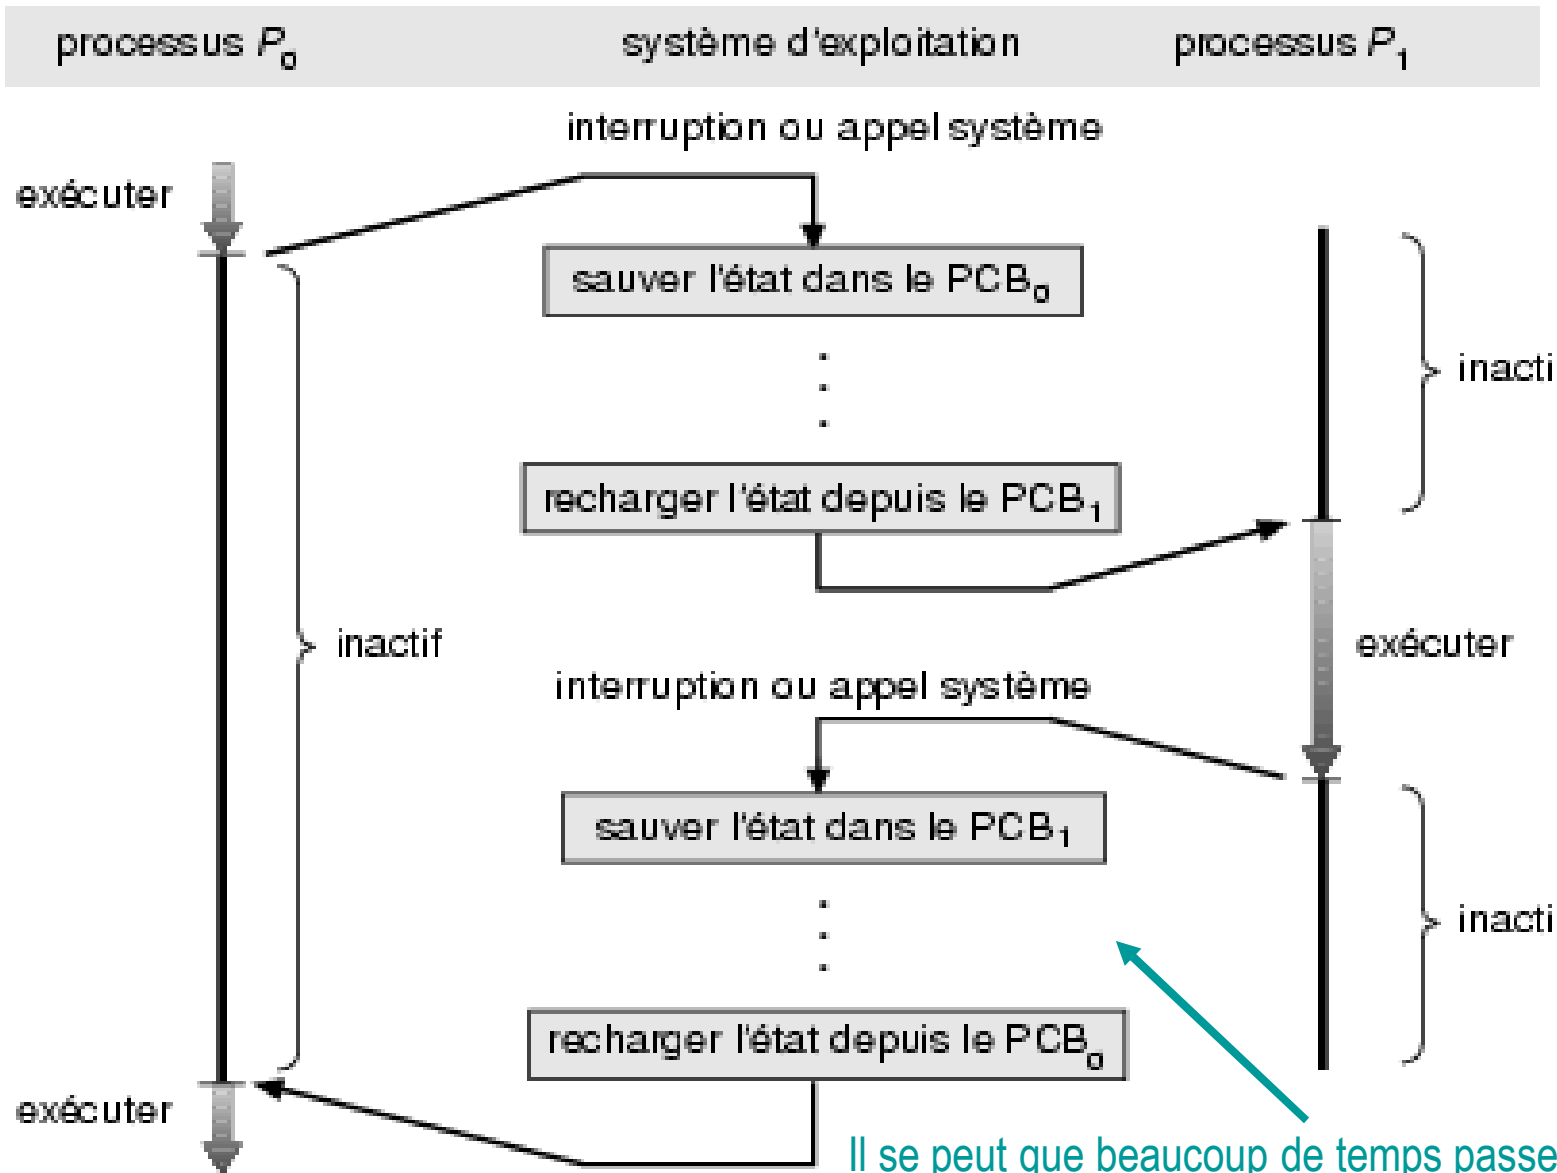 processus P0
système d'exploitation
processus P1
interruption ou appel système
exécuter
sauver l'état dans le PCB0
inacti
recharger l'état depuis le PCB1
inactif
exécuter
interruption ou appel système
sauver l'état dans le PCB1
inacti
recharger l'état depuis le PCB0
exécuter
Il se peut que beaucoup de temps passe